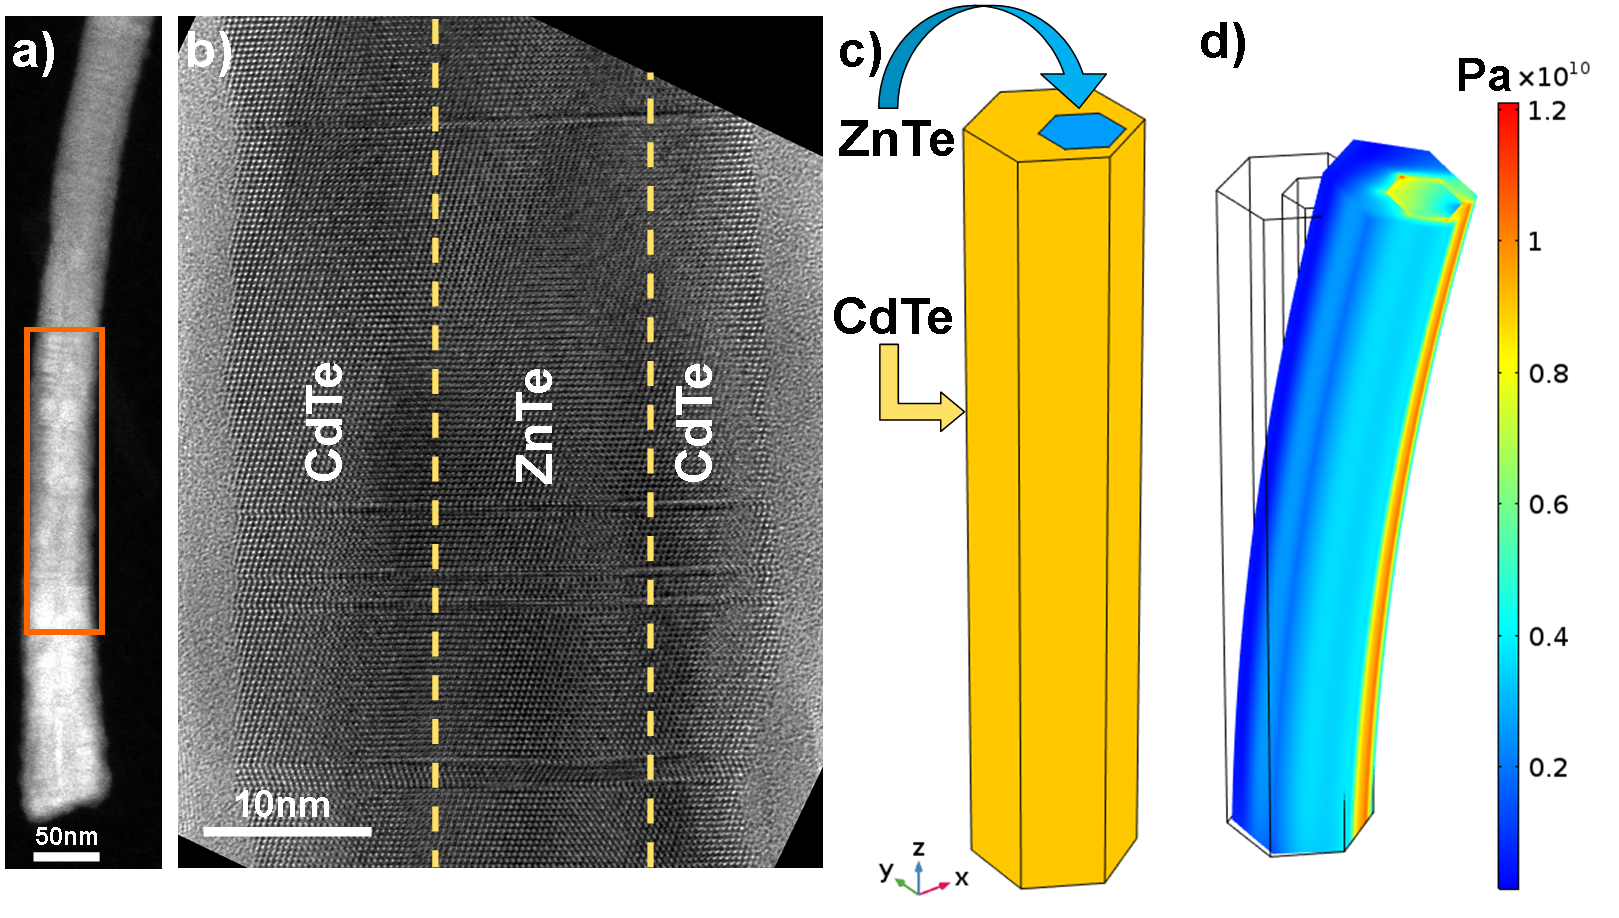 a)
50nm
b)
CdTe
ZnTe
CdTe
10nm
c)
ZnTe
CdTe
z
y
x
d)
Pa ×10¹⁰
1.2
1
0.8
0.6
0.4
0.2